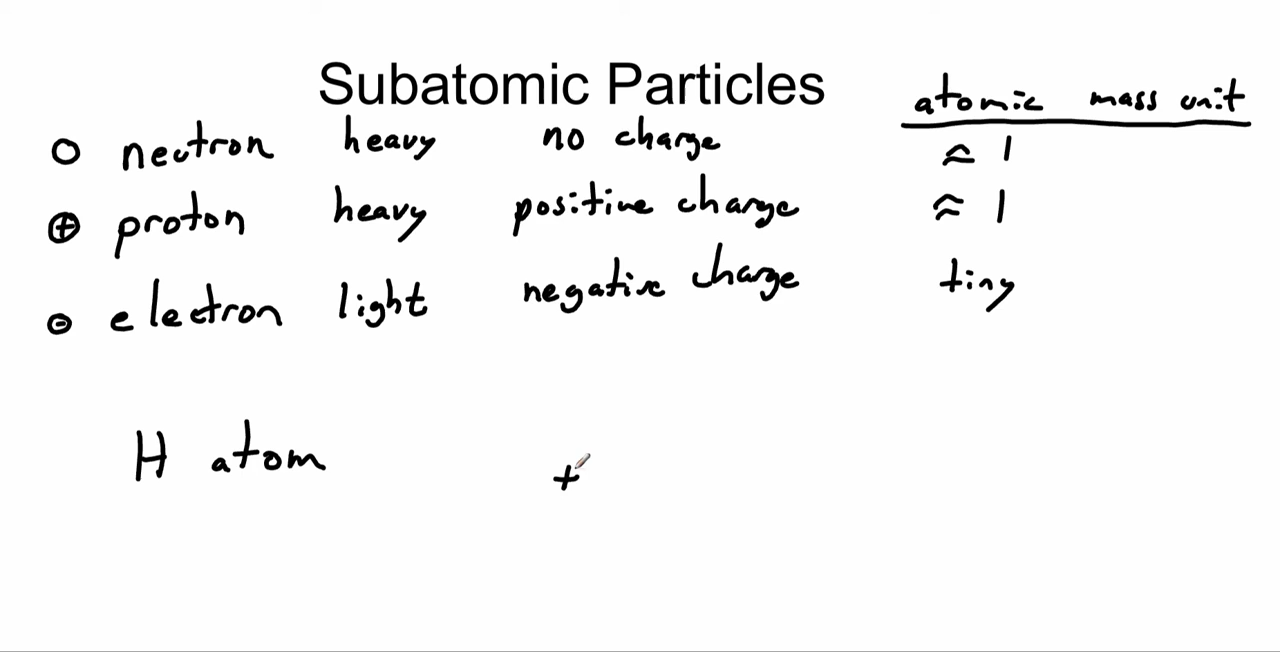 Subatomic Particles
atomic mass unit
neutron heavy no charge ≈ 1
+ proton heavy positive charge ≈ 1
- electron light negative charge tiny
H atom +